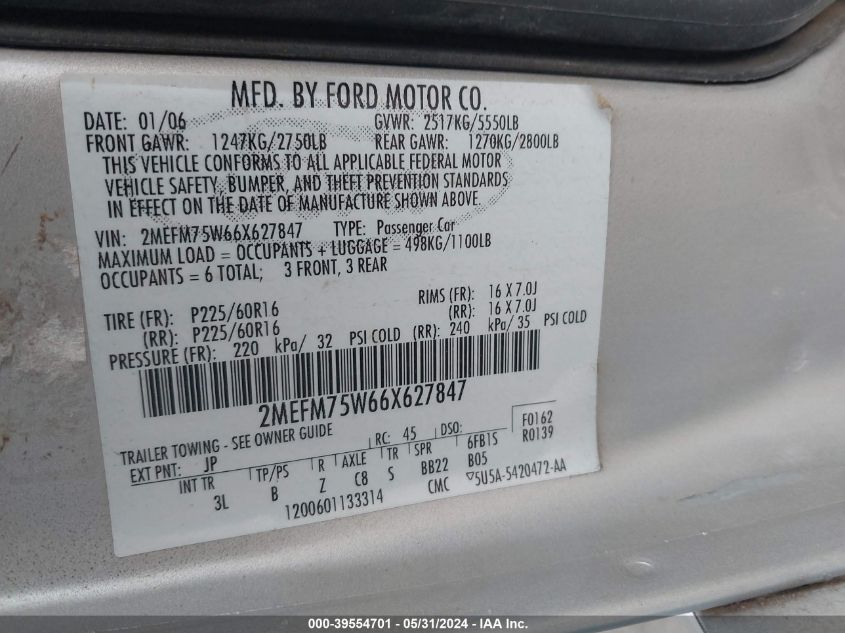 MFD. BY FORD MOTOR CO.
DATE: 01/06 GVWR: 2517KG/5550LB
FRONT GAWR: 1247KG/2750LB REAR GAWR: 1270KG/2800LB
THIS VEHICLE CONFORMS TO ALL APPLICABLE FEDERAL MOTOR
VEHICLE SAFETY, BUMPER, AND THEFT PREVENTION STANDARDS
IN EFFECT ON THE DATE OF MANUFACTURE SHOWN ABOVE.
VIN: 2MEFM75W66X627847 TYPE: Passenger Car
MAXIMUM LOAD = OCCUPANTS + LUGGAGE = 498KG/1100LB
OCCUPANTS = 6 TOTAL; 3 FRONT, 3 REAR
TIRE (FR): P225/60R16 RIMS (FR): 16 X 7.0J
(RR): P225/60R16 (RR): 16 X 7.0J
PRESSURE (FR): 220 kPa/ 32 PSI COLD (RR): 240 kPa/ 35 PSI COLD
2MEFM75W66X627847
TRAILER TOWING - SEE OWNER GUIDE
F0162
R0139
EXT PNT: JP RC: 45 DSO:
INT TR TP/PS R AXLE TR SPR 6FB15
3L B Z C8 S BB22 B05
1200601133314 CMC ▽5U5A-5420472-AA
000-39554701 - 05/31/2024 - IAA Inc.